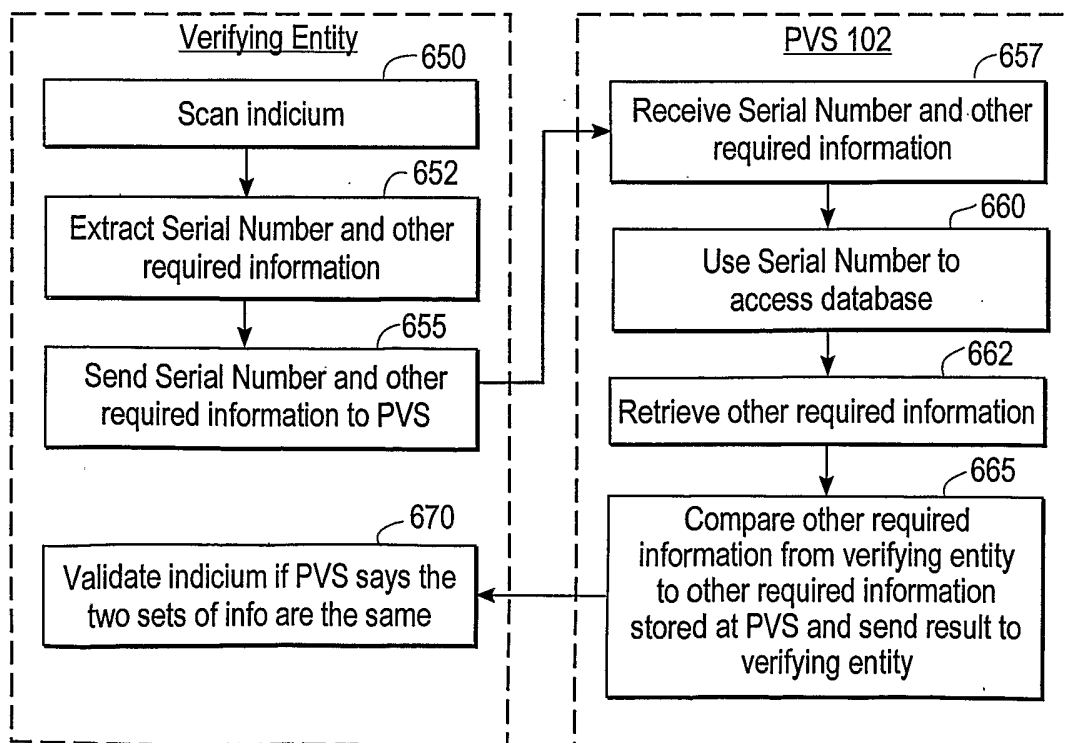 Verifying Entity
650
Scan indicium
652
Extract Serial Number and other
required information
655
Send Serial Number and other
required information to PVS
670
Validate indicium if PVS says the
two sets of info are the same
PVS 102
657
Receive Serial Number and other
required information
660
Use Serial Number to
access database
662
Retrieve other required information
665
Compare other required
information from verifying entity
to other required information
stored at PVS and send result to
verifying entity